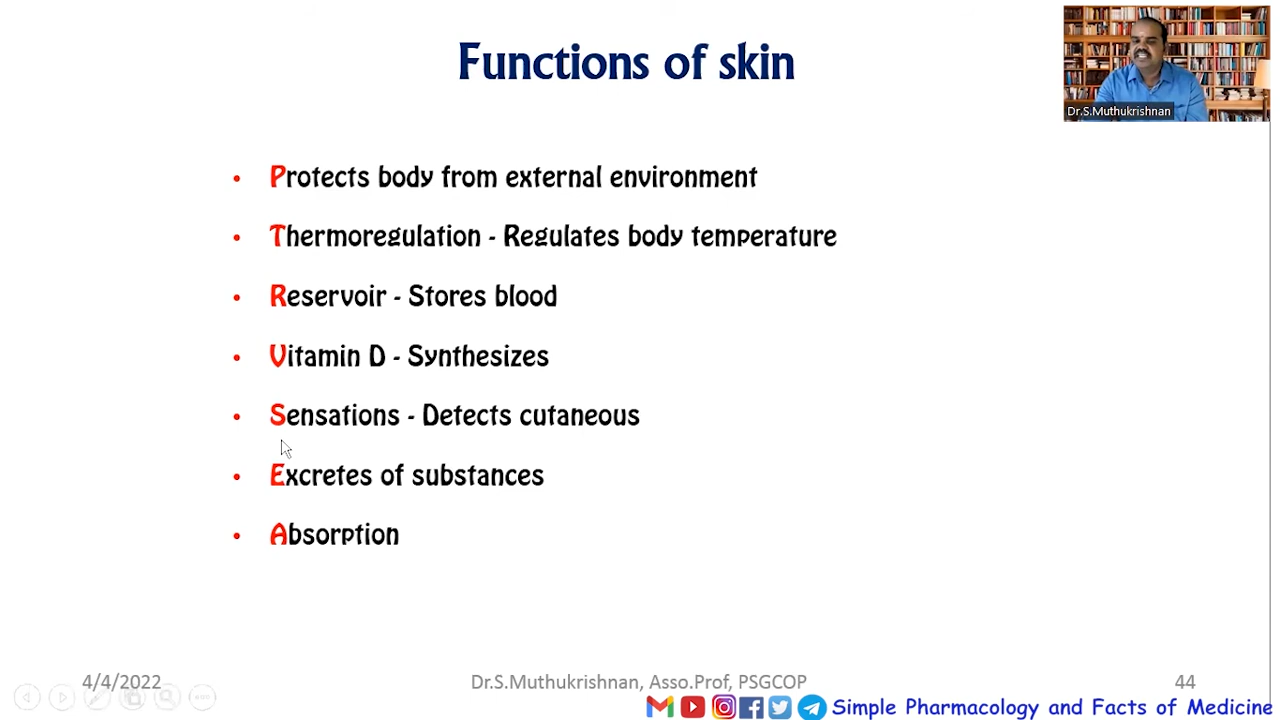 Functions of skin
Dr.S.Muthukrishnan
• Protects body from external environment
• Thermoregulation - Regulates body temperature
• Reservoir - Stores blood
• Vitamin D - Synthesizes
• Sensations - Detects cutaneous
• Excretes of substances
• Absorption
4/4/2022
Dr.S.Muthukrishnan, Asso.Prof, PSGCOP
44
Simple Pharmacology and Facts of Medicine